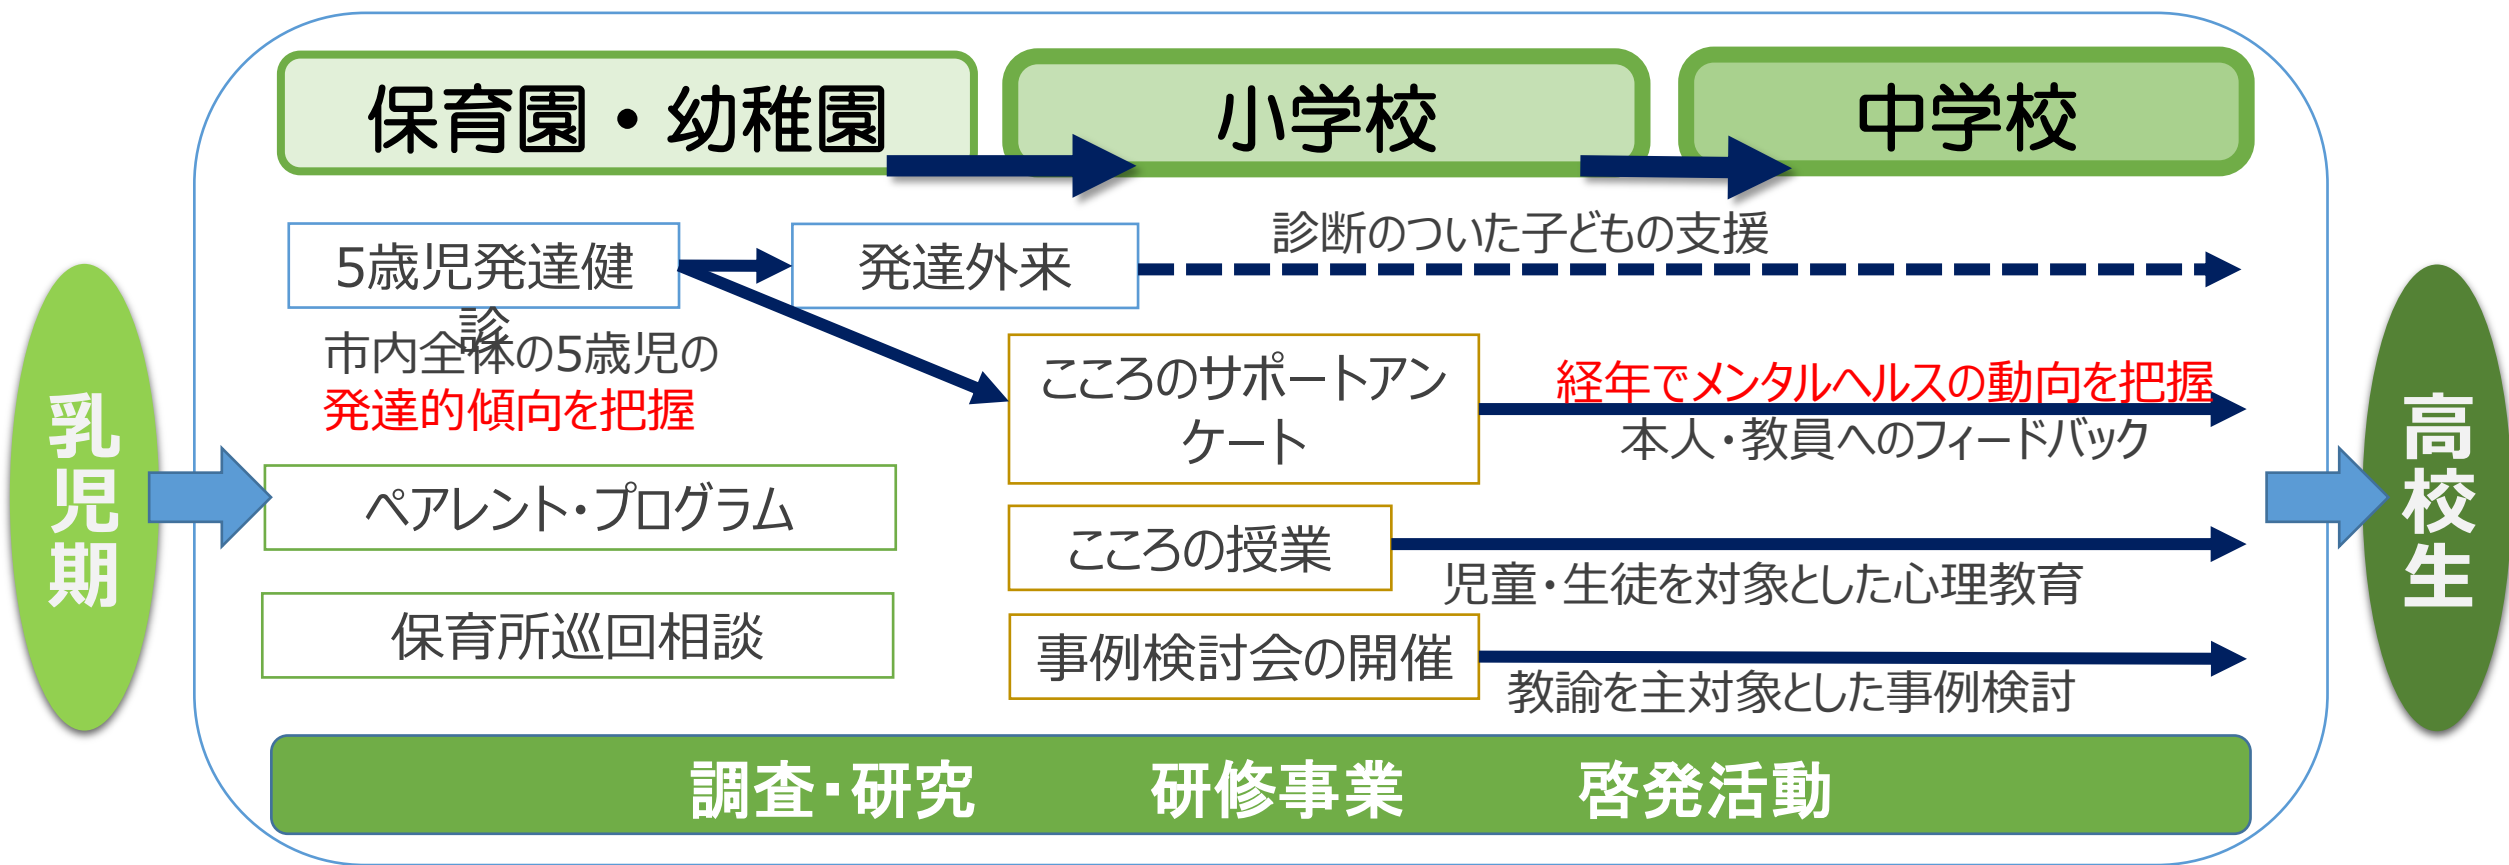 保育園・幼稚園
小学校
中学校
5歳児発達健
診
発達外来
診断のついた子どもの支援
市内全域の5歳児の
発達的傾向を把握
こころのサポートアン
ケート
経年でメンタルヘルスの動向を把握
本人・教員へのフィードバック
乳児期
高校生
ペアレント・プログラム
こころの授業
児童・生徒を対象とした心理教育
保育所巡回相談
事例検討会の開催
教諭を主対象とした事例検討
調査・研究
研修事業
啓発活動